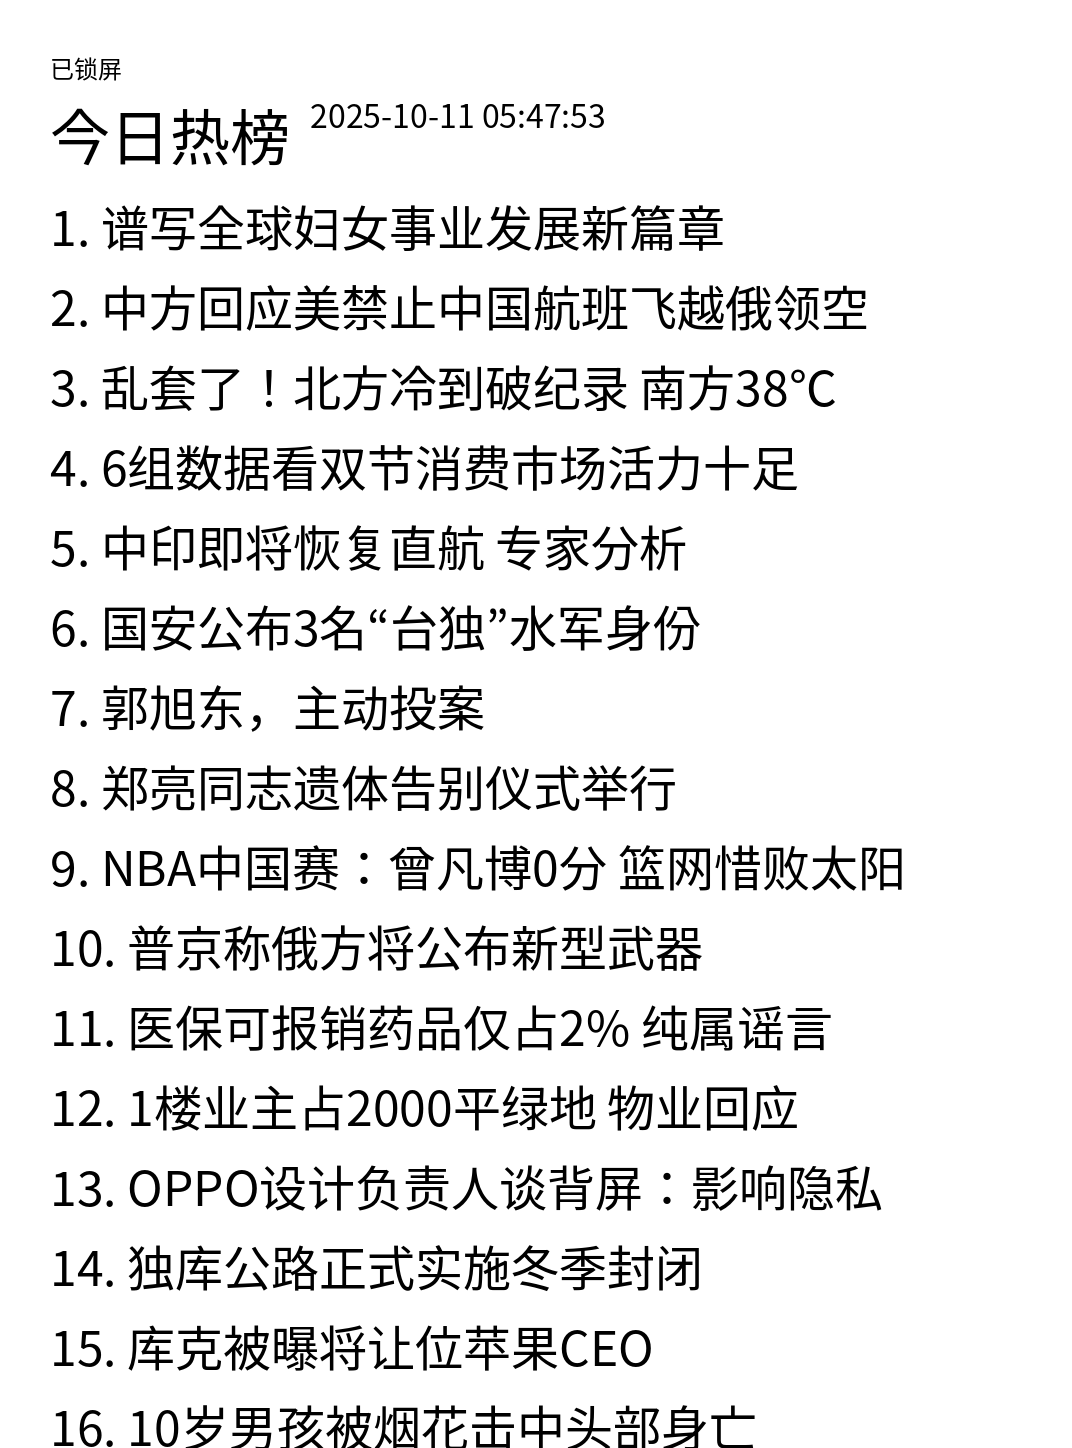 已锁屏
今日热榜 2025-10-11 05:47:53
1. 谱写全球妇女事业发展新篇章
2. 中方回应美禁止中国航班飞越俄领空
3. 乱套了！北方冷到破纪录 南方38℃
4. 6组数据看双节消费市场活力十足
5. 中印即将恢复直航 专家分析
6. 国安公布3名“台独”水军身份
7. 郭旭东，主动投案
8. 郑亮同志遗体告别仪式举行
9. NBA中国赛：曾凡博0分 篮网惜败太阳
10. 普京称俄方将公布新型武器
11. 医保可报销药品仅占2% 纯属谣言
12. 1楼业主占2000平绿地 物业回应
13. OPPO设计负责人谈背屏：影响隐私
14. 独库公路正式实施冬季封闭
15. 库克被曝将让位苹果CEO
16. 10岁男孩被烟花击中头部身亡